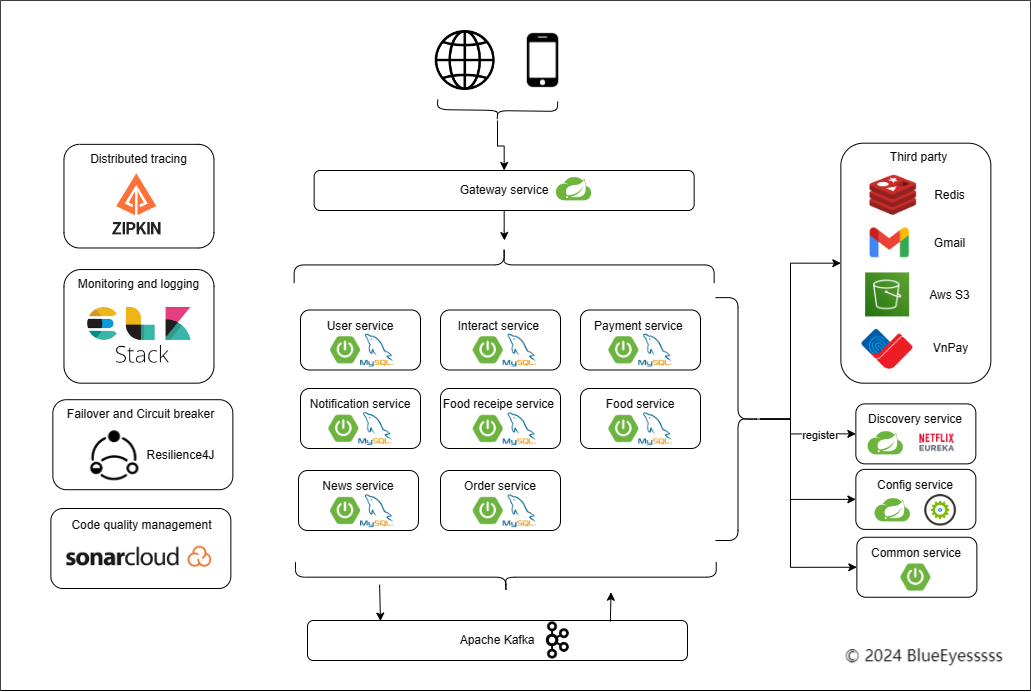 Distributed tracing
ZIPKIN
Monitoring and logging
Stack
Failover and Circuit breaker
Resilience4J
Code quality management
sonarcloud
Gateway service
User service
MySQL
Interact service
MySQL
Payment service
MySQL
Notification service
MySQL
Food receipe service
MySQL
Food service
MySQL
News service
MySQL
Order service
MySQL
Apache Kafka
Third party
Redis
Gmail
Aws S3
VnPay
register
Discovery service
NETFLIX
EUREKA
Config service
Common service
© 2024 BlueEyesssss